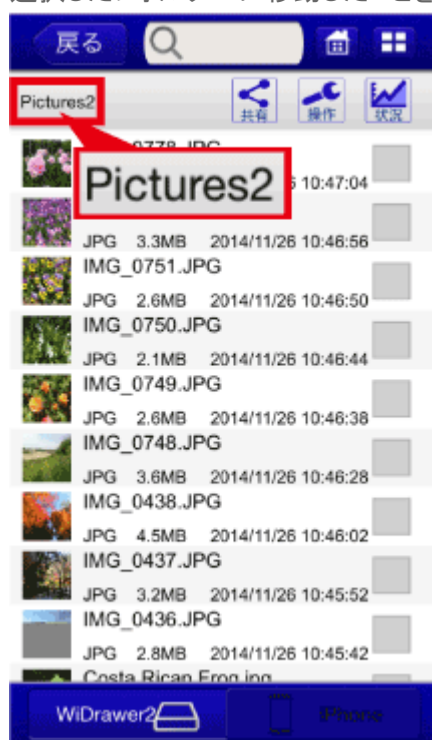 戻る
Pictures2
共有
操作
状況
Pictures2
10:47:04
JPG 3.3MB 2014/11/26 10:46:56
IMG_0751.JPG
JPG 2.6MB 2014/11/26 10:46:50
IMG_0750.JPG
JPG 2.1MB 2014/11/26 10:46:44
IMG_0749.JPG
JPG 2.6MB 2014/11/26 10:46:38
IMG_0748.JPG
JPG 3.6MB 2014/11/26 10:46:28
IMG_0438.JPG
JPG 4.5MB 2014/11/26 10:46:02
IMG_0437.JPG
JPG 3.2MB 2014/11/26 10:45:52
IMG_0436.JPG
JPG 2.8MB 2014/11/26 10:45:42
Costa Rican Frog.jpg
WiDrawer2
iPhone